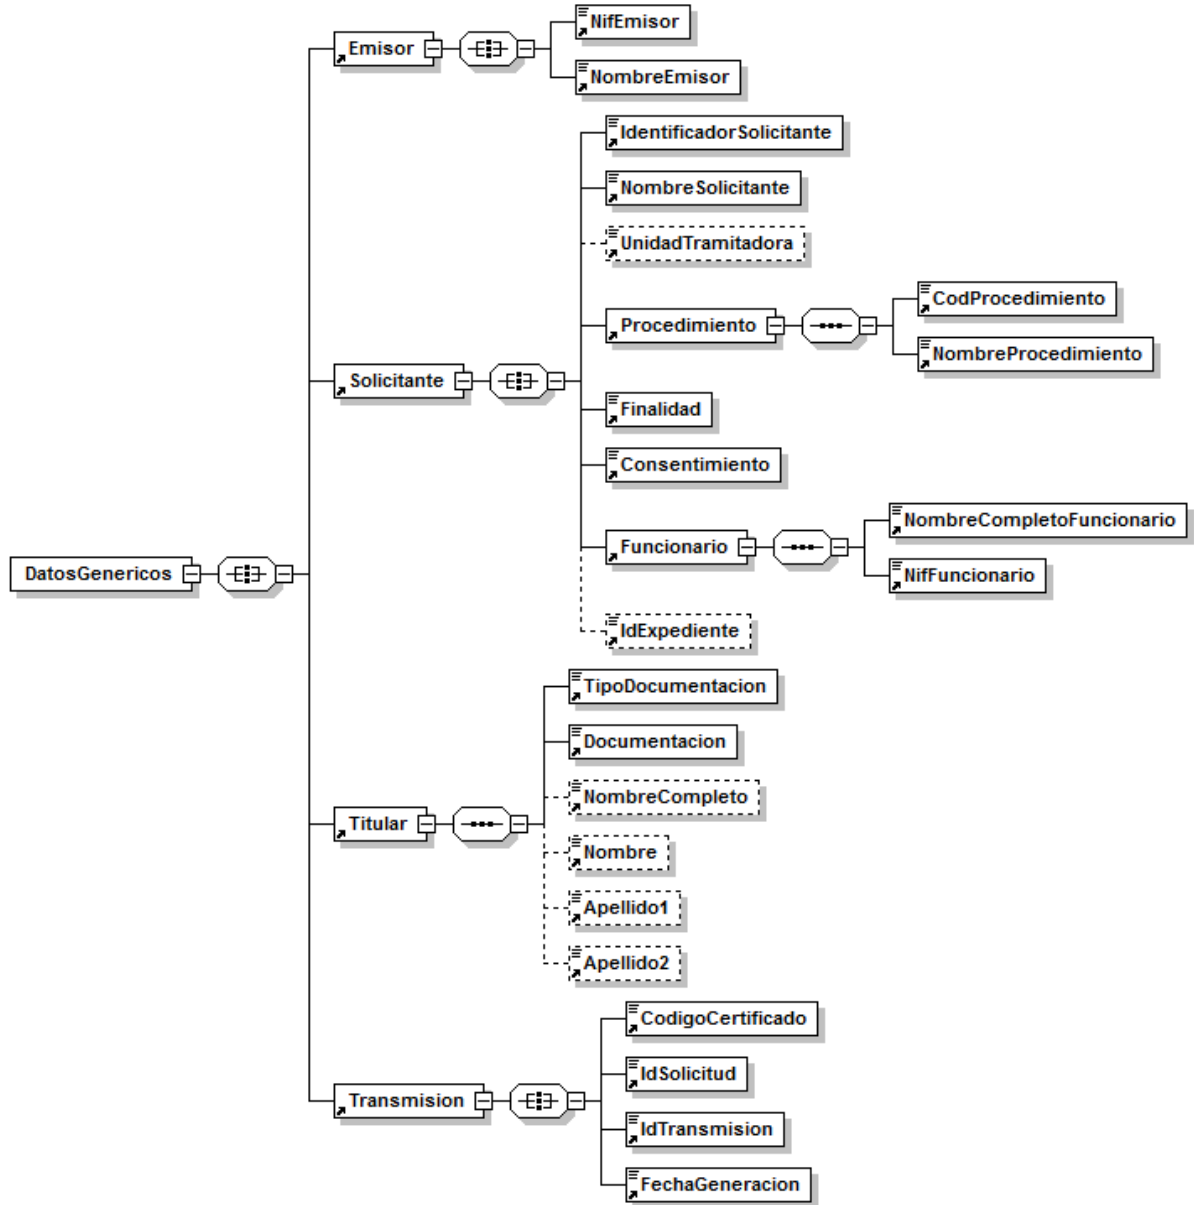 NifEmisor
Emisor
NombreEmisor
IdentificadorSolicitante
NombreSolicitante
UnidadTramitadora
CodProcedimiento
Procedimiento
NombreProcedimiento
Solicitante
Finalidad
Consentimiento
NombreCompletoFuncionario
Funcionario
NifFuncionario
DatosGenericos
IdExpediente
TipoDocumentacion
Documentacion
NombreCompleto
Titular
Nombre
Apellido1
Apellido2
CodigoCertificado
IdSolicitud
Transmision
IdTransmision
FechaGeneracion